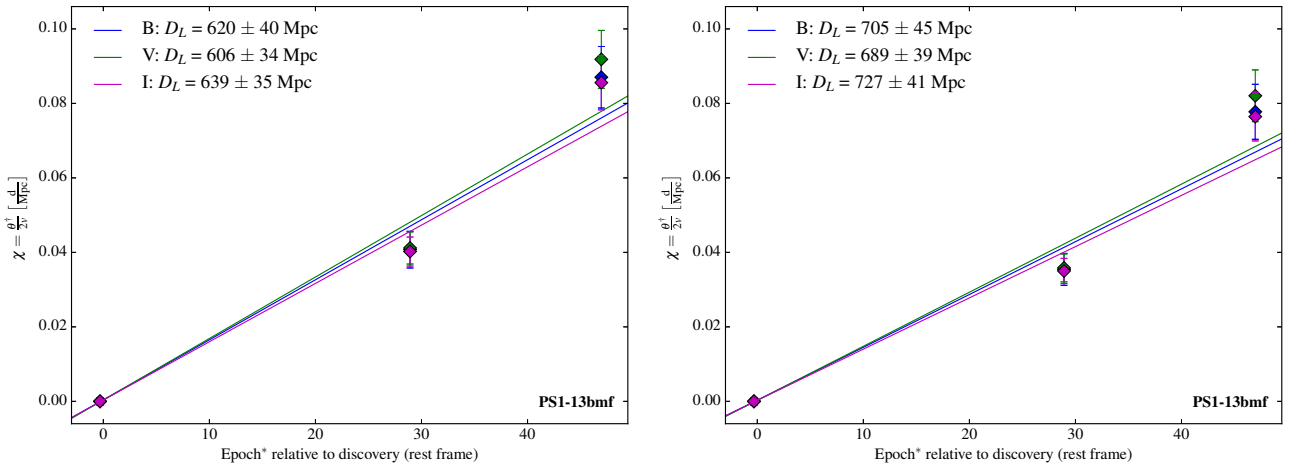 B: D_L = 620 ± 40 Mpc
V: D_L = 606 ± 34 Mpc
I: D_L = 639 ± 35 Mpc
0.10
0.08
0.06
0.04
0.02
0.00
χ = θ†/2v [d/Mpc]
PS1-13bmf
0 10 20 30 40
Epoch* relative to discovery (rest frame)
B: D_L = 705 ± 45 Mpc
V: D_L = 689 ± 39 Mpc
I: D_L = 727 ± 41 Mpc
0.10
0.08
0.06
0.04
0.02
0.00
χ = θ†/2v [d/Mpc]
PS1-13bmf
0 10 20 30 40
Epoch* relative to discovery (rest frame)